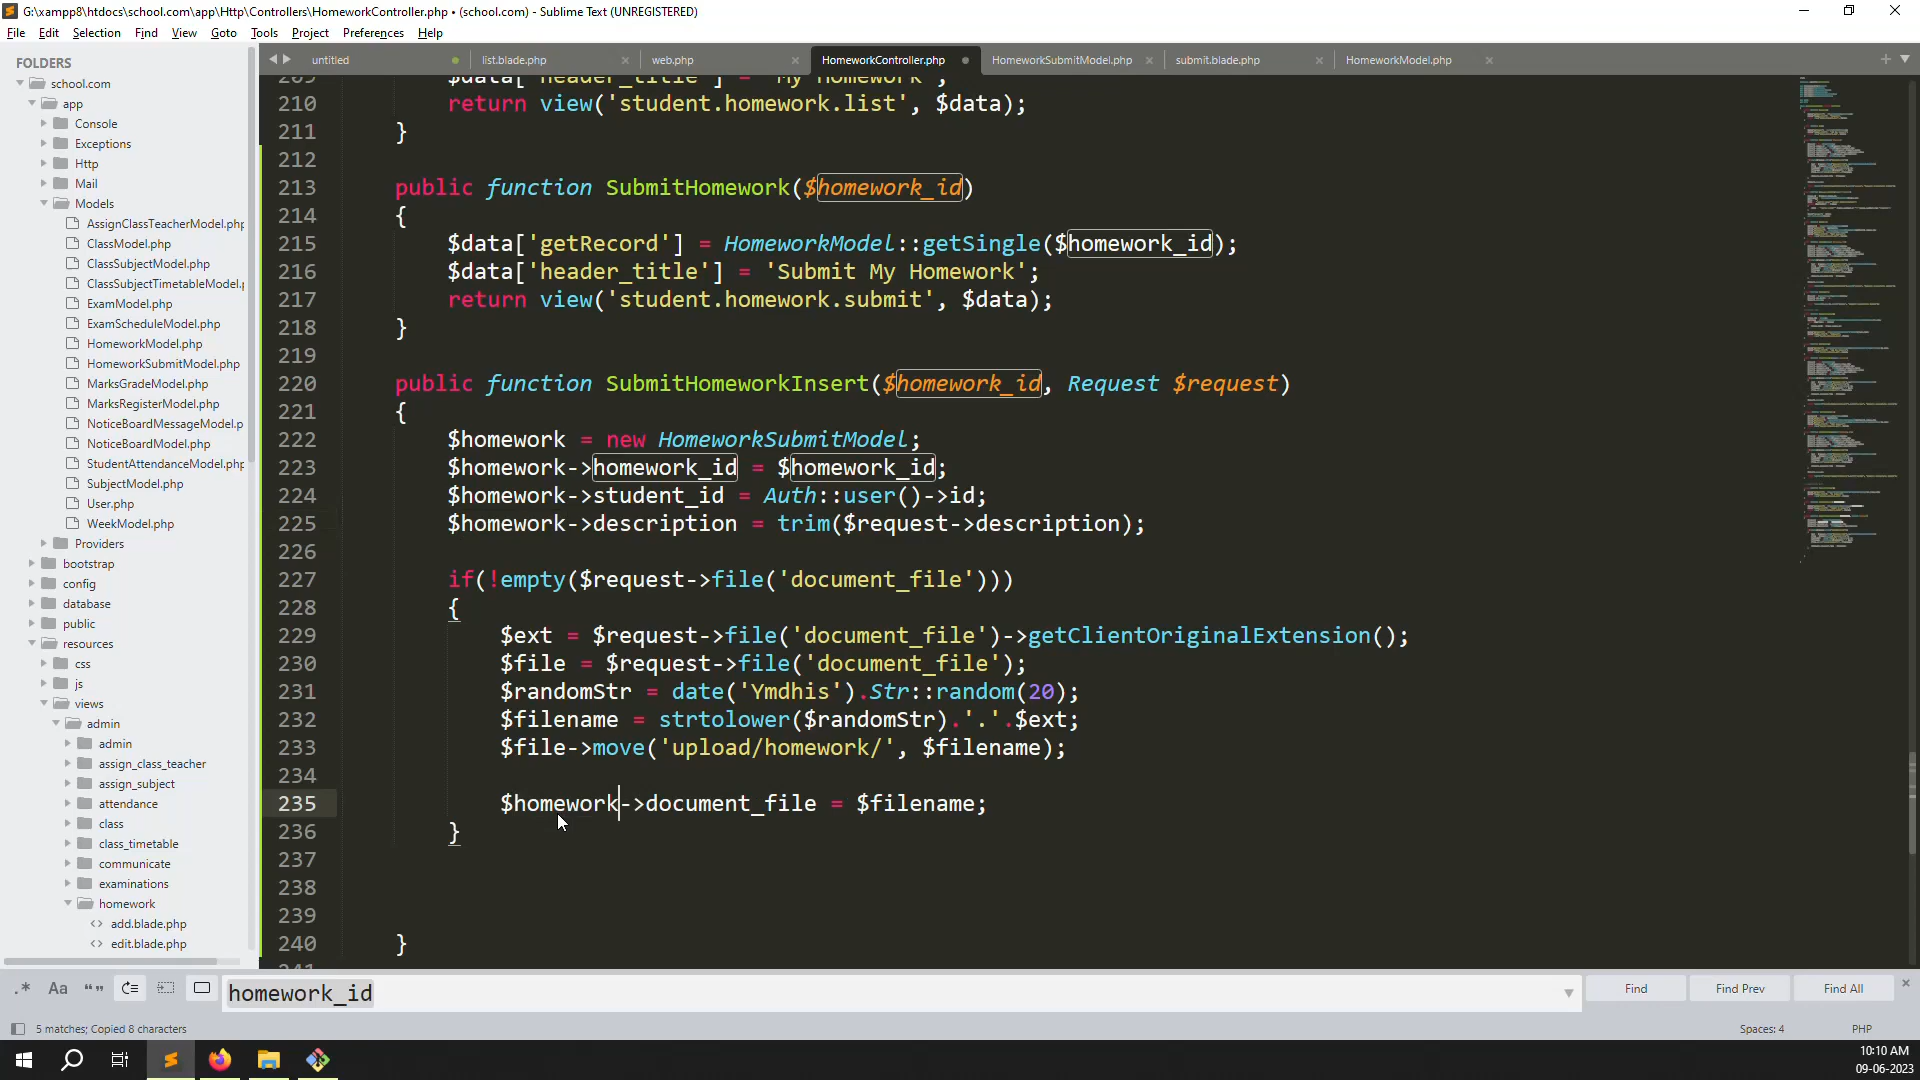 G:\xampp8\htdocs\school.com\app\Http\Controllers\HomeworkController.php • (school.com) - Sublime Text (UNREGISTERED)
File Edit Selection Find View Goto Tools Project Preferences Help
FOLDERS
school.com
app
Console
Exceptions
Http
Mail
Models
AssignClassTeacherModel.php
ClassModel.php
ClassSubjectModel.php
ClassSubjectTimetableModel.
ExamModel.php
ExamScheduleModel.php
HomeworkModel.php
HomeworkSubmitModel.php
MarksGradeModel.php
MarksRegisterModel.php
NoticeBoardMessageModel.p
NoticeBoardModel.php
StudentAttendanceModel.php
SubjectModel.php
User.php
WeekModel.php
Providers
bootstrap
config
database
public
resources
css
js
views
admin
admin
assign_class_teacher
assign_subject
attendance
class
class_timetable
communicate
examinations
homework
<> add.blade.php
<> edit.blade.php
untitled list.blade.php web.php HomeworkController.php HomeworkSubmitModel.php submit.blade.php HomeworkModel.php
209 $data['header_title'] = 'My Homework';
210 return view('student.homework.list', $data);
211 }
212
213 public function SubmitHomework($homework_id)
214 {
215 $data['getRecord'] = HomeworkModel::getSingle($homework_id);
216 $data['header_title'] = 'Submit My Homework';
217 return view('student.homework.submit', $data);
218 }
219
220 public function SubmitHomeworkInsert($homework_id, Request $request)
221 {
222 $homework = new HomeworkSubmitModel;
223 $homework->homework_id = $homework_id;
224 $homework->student_id = Auth::user()->id;
225 $homework->description = trim($request->description);
226
227 if(!empty($request->file('document_file')))
228 {
229 $ext = $request->file('document_file')->getClientOriginalExtension();
230 $file = $request->file('document_file');
231 $randomStr = date('Ymdhis').Str::random(20);
232 $filename = strtolower($randomStr).'.'.$ext;
233 $file->move('upload/homework/', $filename);
234
235 $homework->document_file = $filename;
236 }
237
238
239
240 }
241
.* Aa “” homework_id Find Find Prev Find All
5 matches; Copied 8 characters Spaces: 4 PHP
10:10 AM
09-06-2023